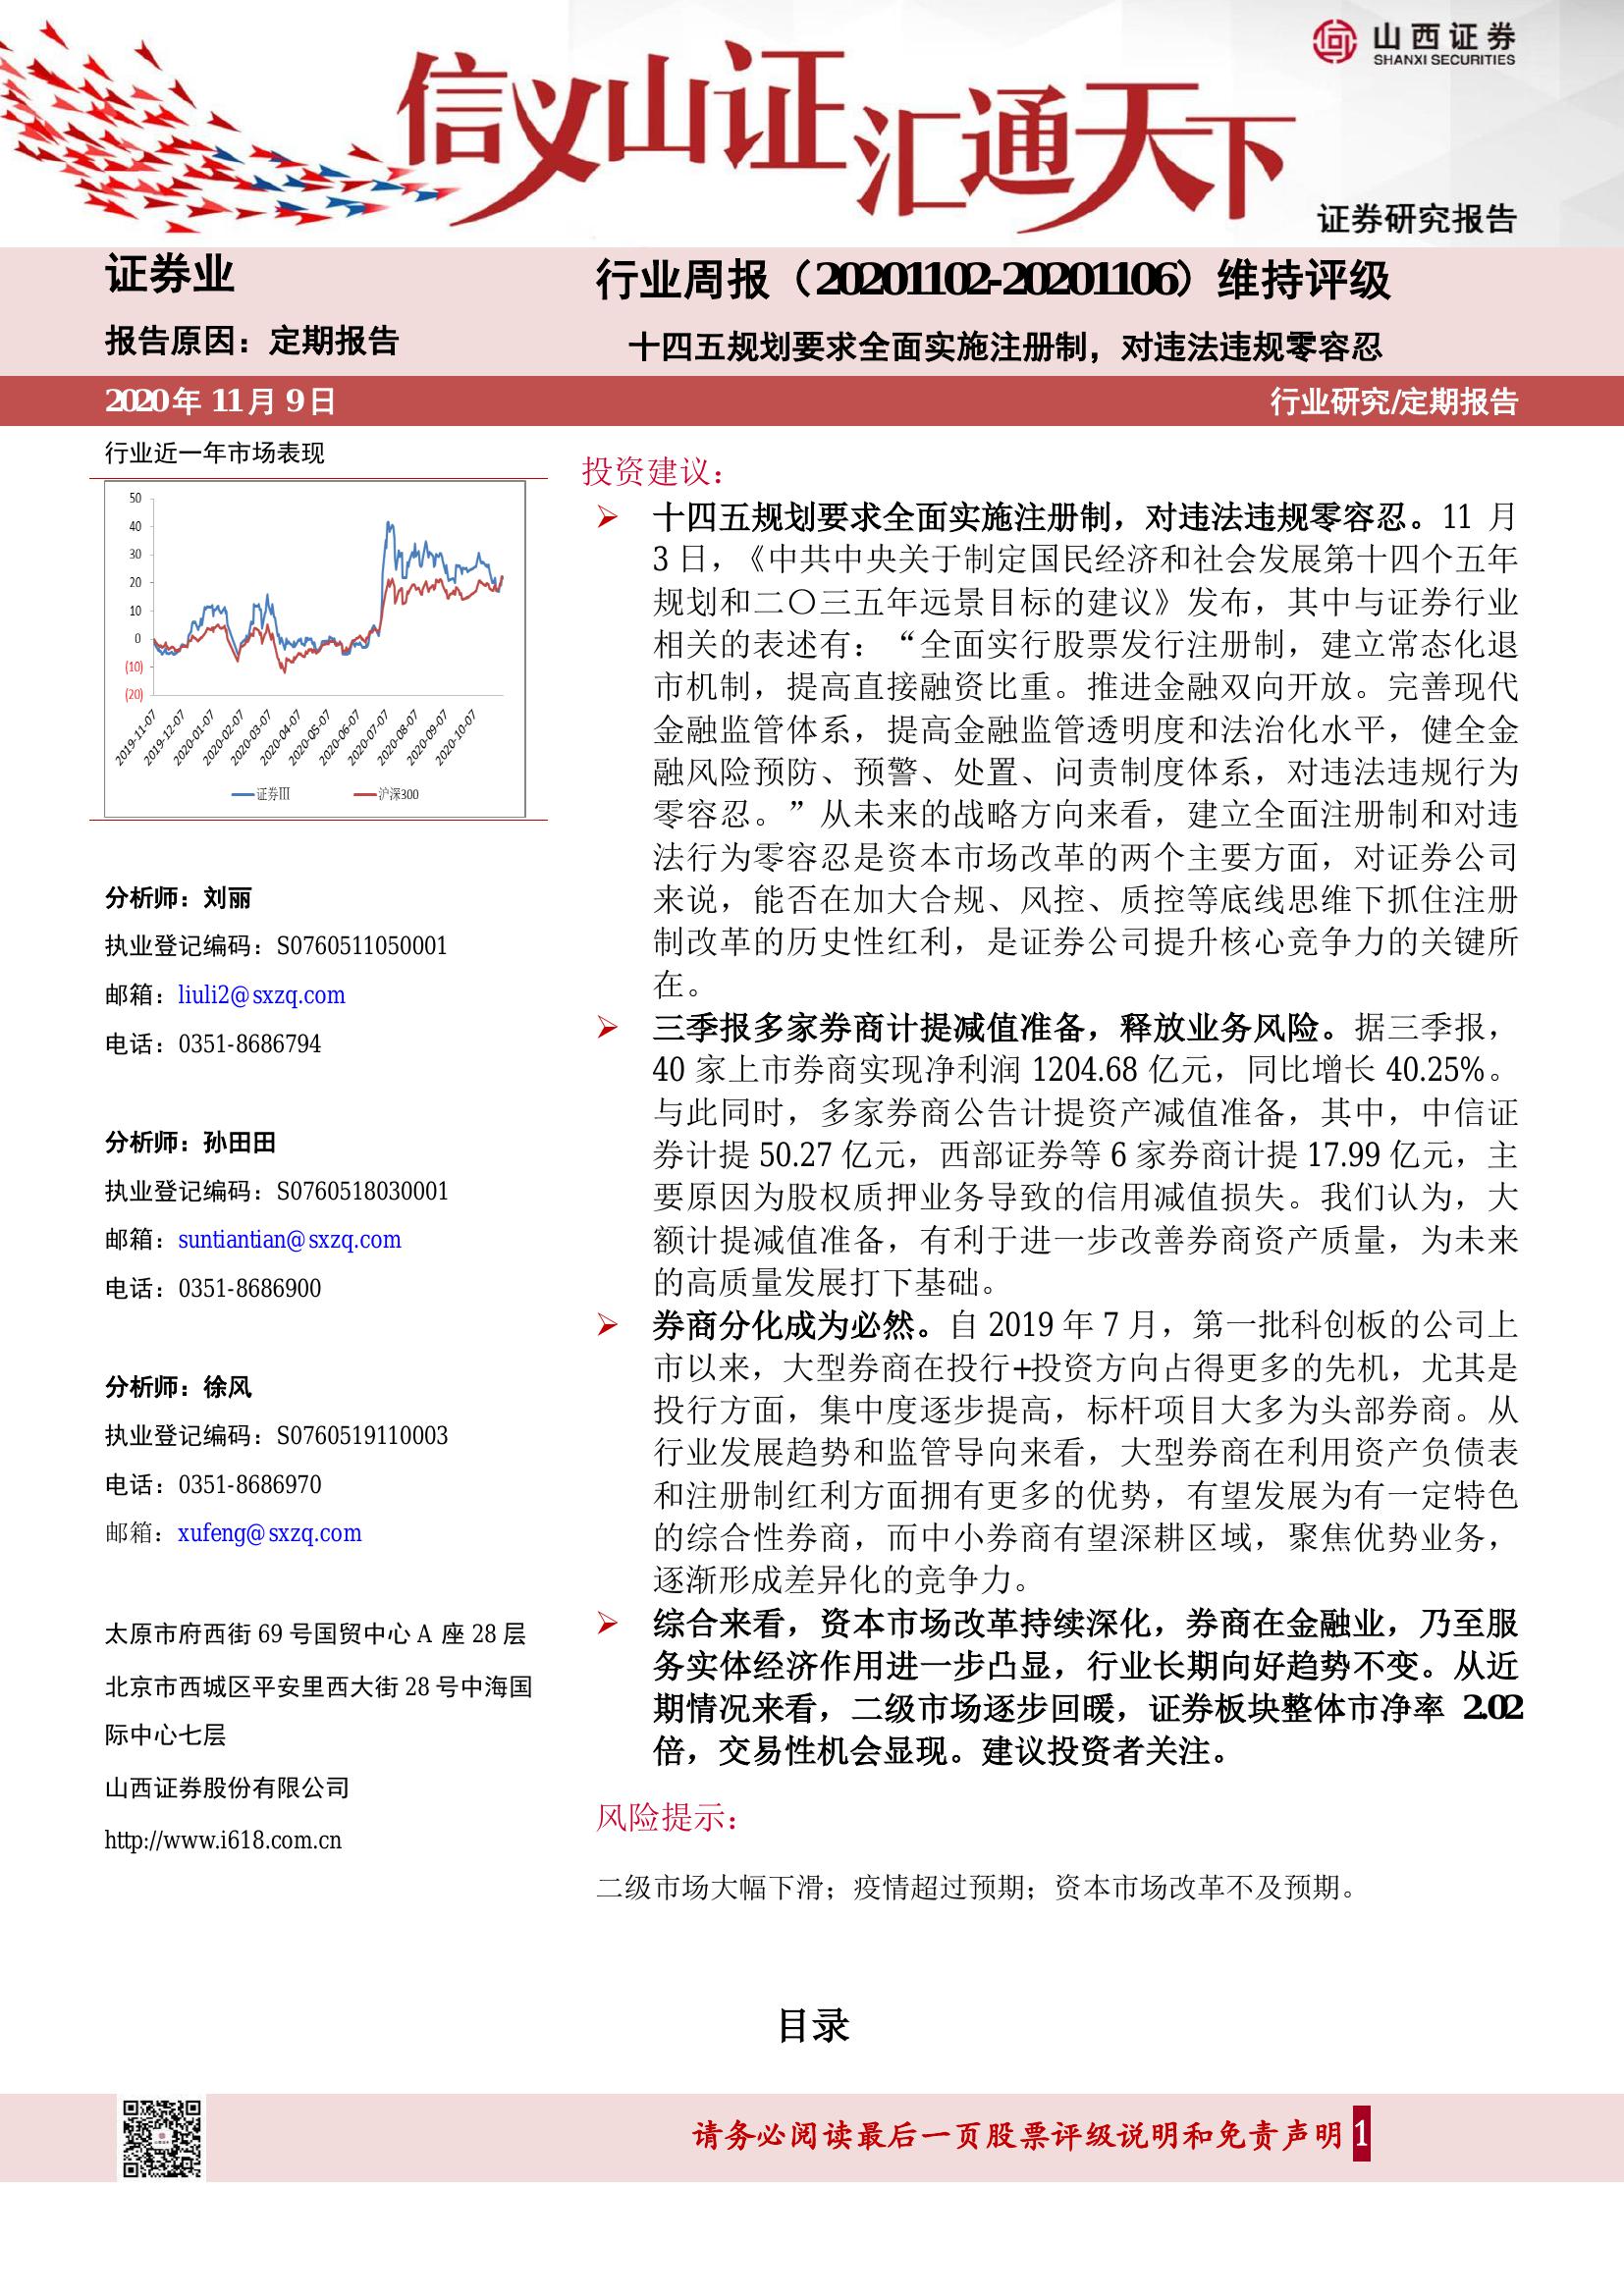 山西证券
SHANXI SECURITIES
信义山证汇通天下
证券研究报告
证券业
报告原因：定期报告
行业周报（20201102-20201106）维持评级
十四五规划要求全面实施注册制，对违法违规零容忍
2020年11月9日
行业研究/定期报告
行业近一年市场表现
50
40
30
20
10
0
(10)
(20)
2019-11-07
2019-12-07
2020-01-07
2020-02-07
2020-03-07
2020-04-07
2020-05-07
2020-06-07
2020-07-07
2020-08-07
2020-09-07
2020-10-07
证券III
沪深300
分析师：刘丽
执业登记编码：S0760511050001
邮箱：liuli2@sxzq.com
电话：0351-8686794
分析师：孙田田
执业登记编码：S0760518030001
邮箱：suntiantian@sxzq.com
电话：0351-8686900
分析师：徐风
执业登记编码：S0760519110003
电话：0351-8686970
邮箱：xufeng@sxzq.com
太原市府西街 69 号国贸中心 A 座 28 层
北京市西城区平安里西大街 28 号中海国
际中心七层
山西证券股份有限公司
http://www.i618.com.cn
投资建议：
➢ 十四五规划要求全面实施注册制，对违法违规零容忍。11 月
3 日，《中共中央关于制定国民经济和社会发展第十四个五年
规划和二〇三五年远景目标的建议》发布，其中与证券行业
相关的表述有：“全面实行股票发行注册制，建立常态化退
市机制，提高直接融资比重。推进金融双向开放。完善现代
金融监管体系，提高金融监管透明度和法治化水平，健全金
融风险预防、预警、处置、问责制度体系，对违法违规行为
零容忍。”从未来的战略方向来看，建立全面注册制和对违
法行为零容忍是资本市场改革的两个主要方面，对证券公司
来说，能否在加大合规、风控、质控等底线思维下抓住注册
制改革的历史性红利，是证券公司提升核心竞争力的关键所
在。
➢ 三季报多家券商计提减值准备，释放业务风险。据三季报，
40 家上市券商实现净利润 1204.68 亿元，同比增长 40.25%。
与此同时，多家券商公告计提资产减值准备，其中，中信证
券计提 50.27 亿元，西部证券等 6 家券商计提 17.99 亿元，主
要原因为股权质押业务导致的信用减值损失。我们认为，大
额计提减值准备，有利于进一步改善券商资产质量，为未来
的高质量发展打下基础。
➢ 券商分化成为必然。自 2019 年 7 月，第一批科创板的公司上
市以来，大型券商在投行+投资方向占得更多的先机，尤其是
投行方面，集中度逐步提高，标杆项目大多为头部券商。从
行业发展趋势和监管导向来看，大型券商在利用资产负债表
和注册制红利方面拥有更多的优势，有望发展为有一定特色
的综合性券商，而中小券商有望深耕区域，聚焦优势业务，
逐渐形成差异化的竞争力。
➢ 综合来看，资本市场改革持续深化，券商在金融业，乃至服
务实体经济作用进一步凸显，行业长期向好趋势不变。从近
期情况来看，二级市场逐步回暖，证券板块整体市净率 2.02
倍，交易性机会显现。建议投资者关注。
风险提示：
二级市场大幅下滑；疫情超过预期；资本市场改革不及预期。
目录
请务必阅读最后一页股票评级说明和免责声明 1